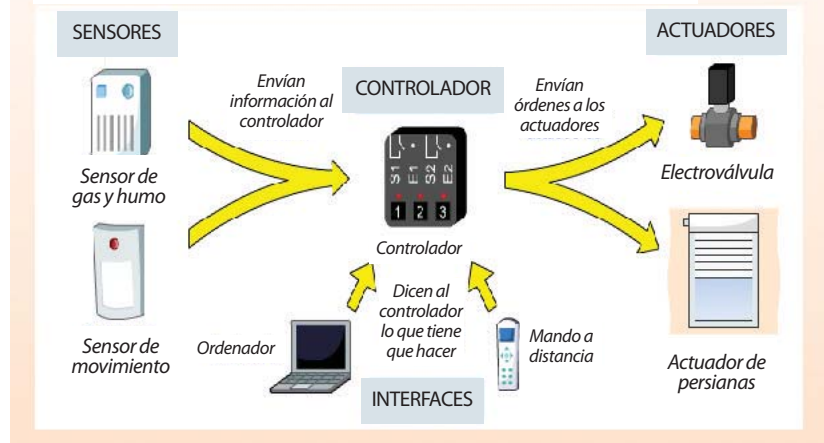 SENSORES
Envían
información al
controlador
Sensor de
gas y humo
Sensor de
movimiento
CONTROLADOR
S1 E1 S2 E2
1 2 3
Controlador
Dicen al
controlador
lo que tiene
que hacer
Ordenador
Mando a
distancia
INTERFACES
ACTUADORES
Envían
órdenes a los
actuadores
Electroválvula
Actuador de
persianas